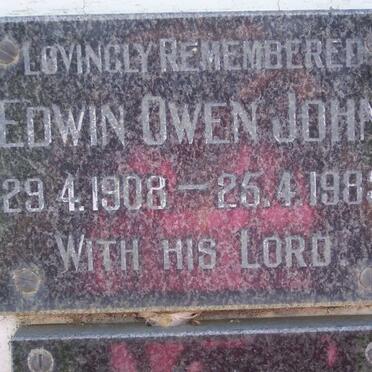 LOVINGLY REMEMBERED
EDWIN OWEN JOHN
29.4.1908 – 25.4.198
WITH HIS LORD